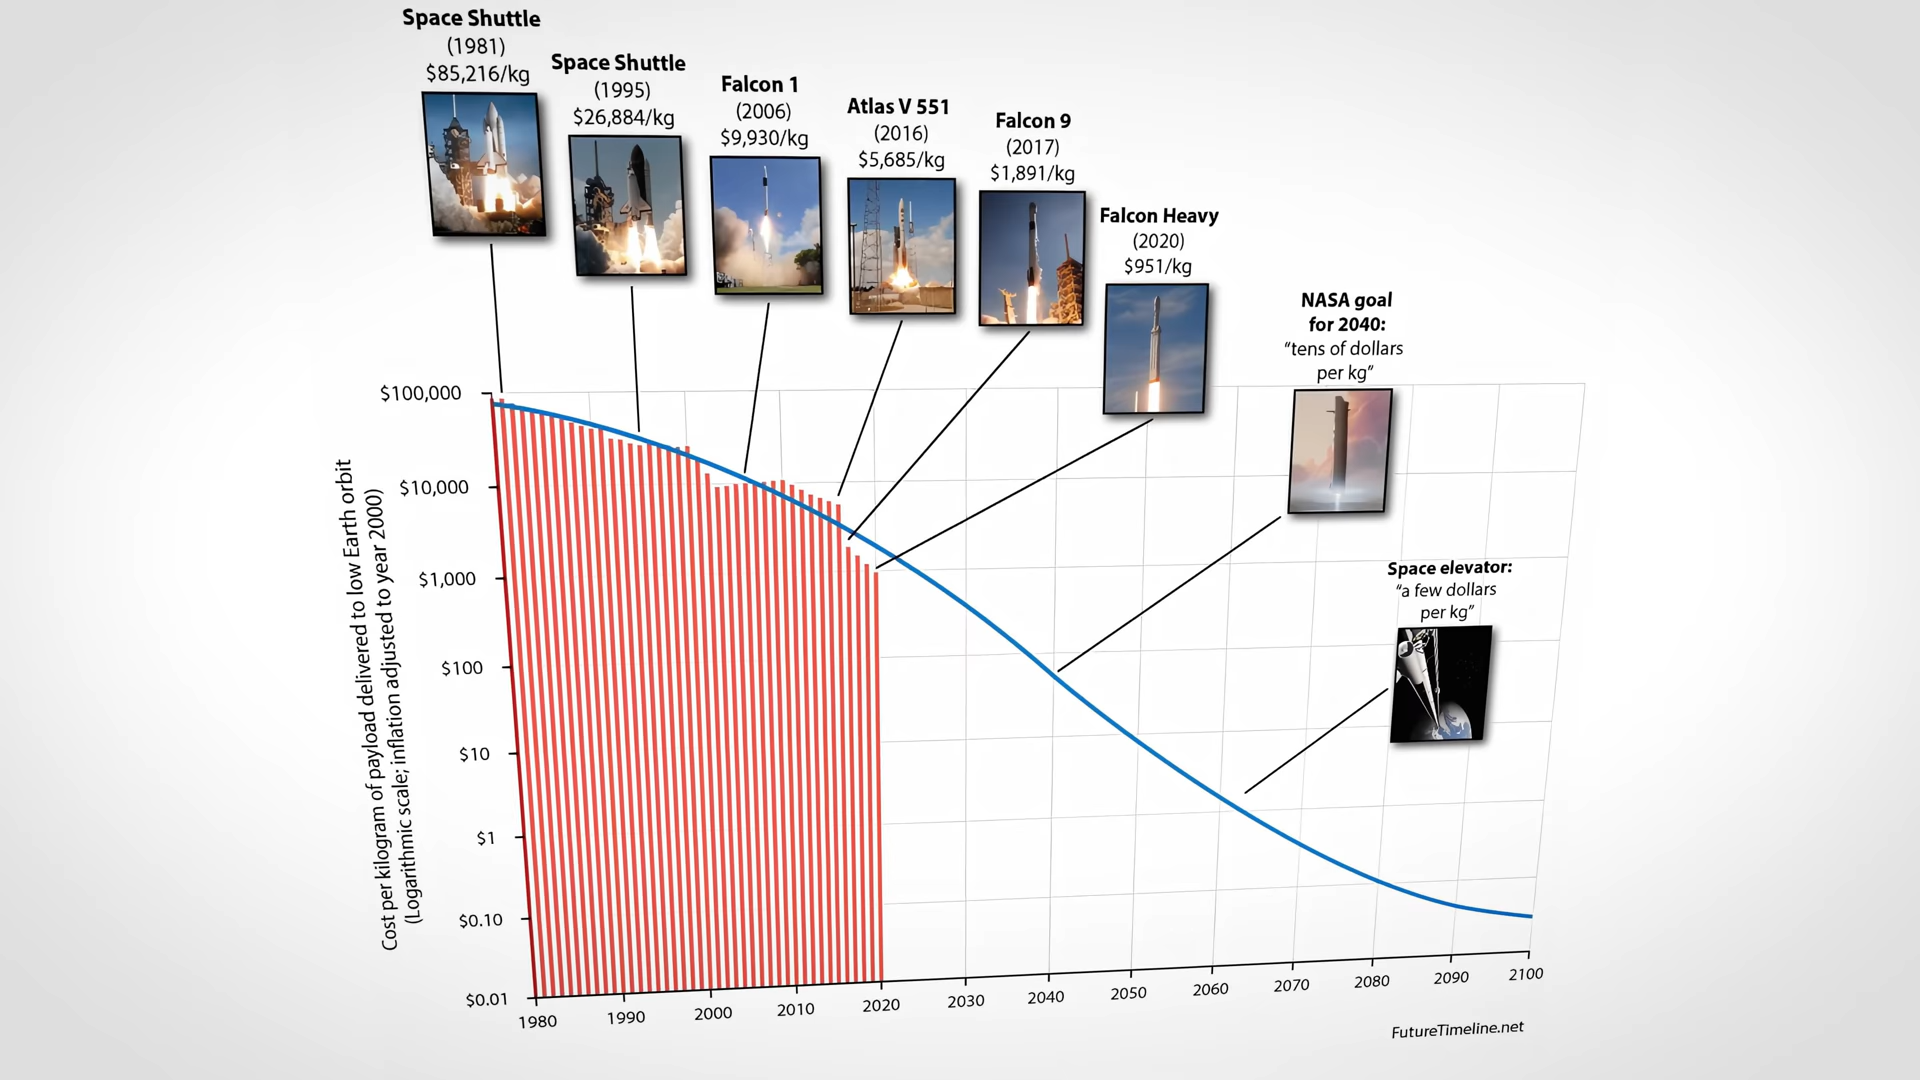 Space Shuttle
(1981)
$85,216/kg
Space Shuttle
(1995)
$26,884/kg
Falcon 1
(2006)
$9,930/kg
Atlas V 551
(2016)
$5,685/kg
Falcon 9
(2017)
$1,891/kg
Falcon Heavy
(2020)
$951/kg
NASA goal
for 2040:
“tens of dollars
per kg”
Space elevator:
“a few dollars
per kg”
Cost per kilogram of payload delivered to low Earth orbit
(Logarithmic scale; inflation adjusted to year 2000)
$100,000
$10,000
$1,000
$100
$10
$1
$0.10
$0.01
1980
1990
2000
2010
2020
2030
2040
2050
2060
2070
2080
2090
2100
FutureTimeline.net